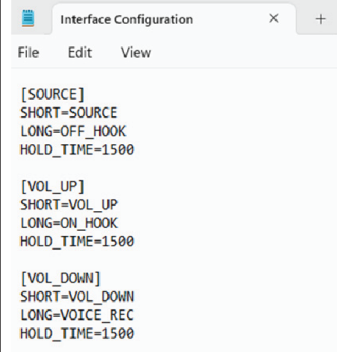 Interface Configuration
File Edit View
[SOURCE]
SHORT=SOURCE
LONG=OFF_HOOK
HOLD_TIME=1500
[VOL_UP]
SHORT=VOL_UP
LONG=ON_HOOK
HOLD_TIME=1500
[VOL_DOWN]
SHORT=VOL_DOWN
LONG=VOICE_REC
HOLD_TIME=1500